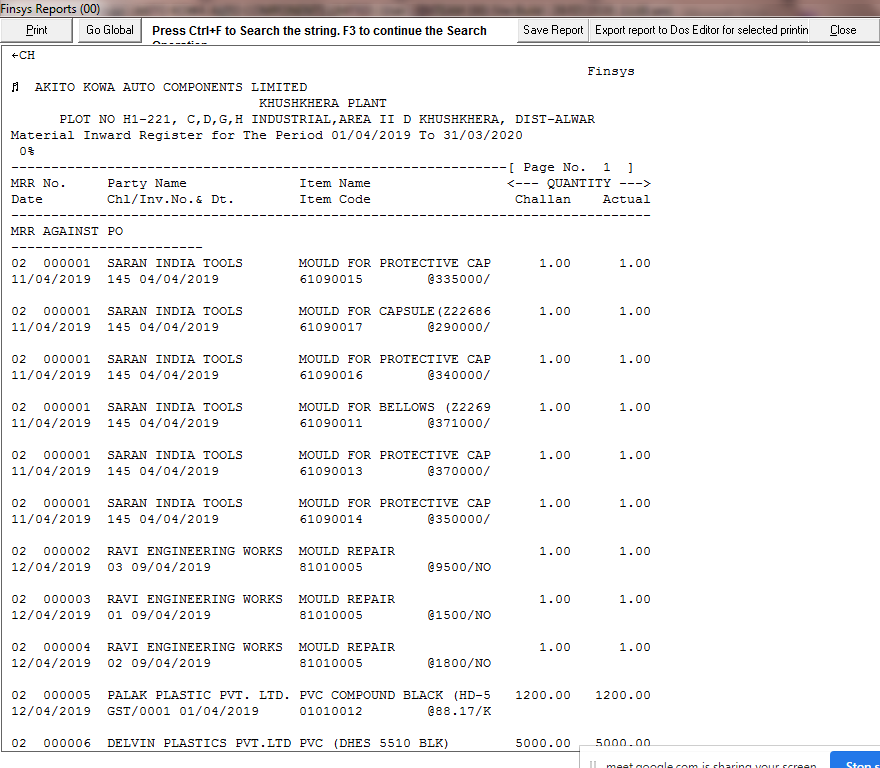 Finsys Reports (00)
Print Go Global Press Ctrl+F to Search the string. F3 to continue the Search Operation Save Report Export report to Dos Editor for selected printin Close
←CH
Finsys
♫ AKITO KOWA AUTO COMPONENTS LIMITED
KHUSHKHERA PLANT
PLOT NO H1-221, C,D,G,H INDUSTRIAL,AREA II D KHUSHKHERA, DIST-ALWAR
Material Inward Register for The Period 01/04/2019 To 31/03/2020
0%
--------------------------------------------------------------[ Page No. 1 ]
MRR No. Party Name Item Name <--- QUANTITY --->
Date Chl/Inv.No.& Dt. Item Code Challan Actual
--------------------------------------------------------------------------------
MRR AGAINST PO
------------------------
02 000001 SARAN INDIA TOOLS MOULD FOR PROTECTIVE CAP 1.00 1.00
11/04/2019 145 04/04/2019 61090015 @335000/
02 000001 SARAN INDIA TOOLS MOULD FOR CAPSULE(Z22686 1.00 1.00
11/04/2019 145 04/04/2019 61090017 @290000/
02 000001 SARAN INDIA TOOLS MOULD FOR PROTECTIVE CAP 1.00 1.00
11/04/2019 145 04/04/2019 61090016 @340000/
02 000001 SARAN INDIA TOOLS MOULD FOR BELLOWS (Z2269 1.00 1.00
11/04/2019 145 04/04/2019 61090011 @371000/
02 000001 SARAN INDIA TOOLS MOULD FOR PROTECTIVE CAP 1.00 1.00
11/04/2019 145 04/04/2019 61090013 @370000/
02 000001 SARAN INDIA TOOLS MOULD FOR PROTECTIVE CAP 1.00 1.00
11/04/2019 145 04/04/2019 61090014 @350000/
02 000002 RAVI ENGINEERING WORKS MOULD REPAIR 1.00 1.00
12/04/2019 03 09/04/2019 81010005 @9500/NO
02 000003 RAVI ENGINEERING WORKS MOULD REPAIR 1.00 1.00
12/04/2019 01 09/04/2019 81010005 @1500/NO
02 000004 RAVI ENGINEERING WORKS MOULD REPAIR 1.00 1.00
12/04/2019 02 09/04/2019 81010005 @1800/NO
02 000005 PALAK PLASTIC PVT. LTD. PVC COMPOUND BLACK (HD-5 1200.00 1200.00
12/04/2019 GST/0001 01/04/2019 01010012 @88.17/K
02 000006 DELVIN PLASTICS PVT.LTD PVC (DHES 5510 BLK) 5000.00 5000.00
meet.google.com is sharing your screen. Stop s